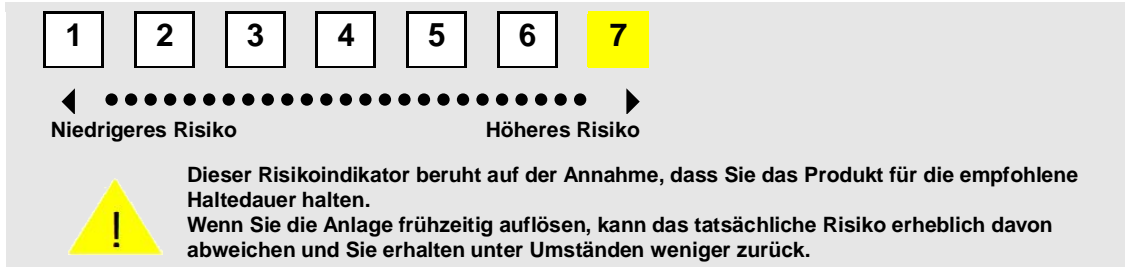 1 2 3 4 5 6 7
Niedrigeres Risiko Höheres Risiko
Dieser Risikoindikator beruht auf der Annahme, dass Sie das Produkt für die empfohlene
Haltedauer halten.
Wenn Sie die Anlage frühzeitig auflösen, kann das tatsächliche Risiko erheblich davon
abweichen und Sie erhalten unter Umständen weniger zurück.
!